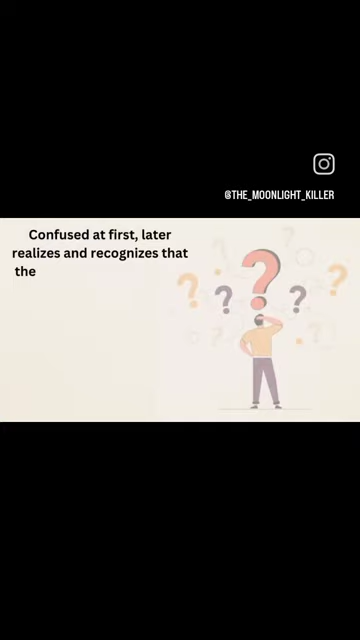 @THE_MOONLIGHT_KILLER
Confused at first, later
realizes and recognizes that
the